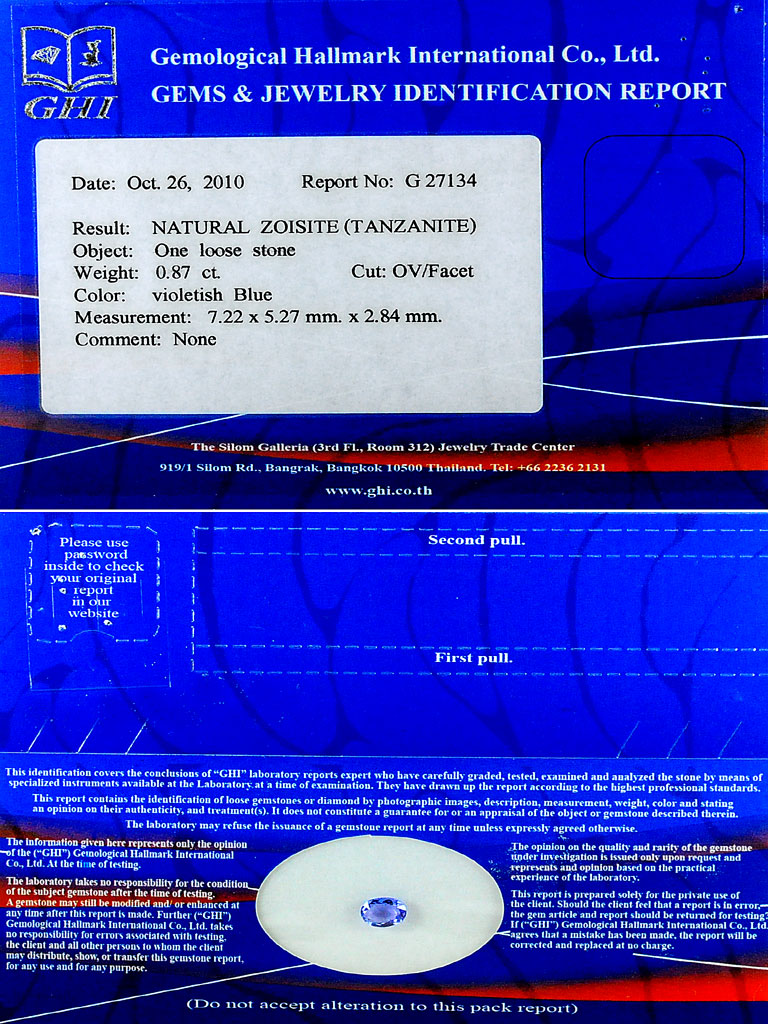 GHI
Gemological Hallmark International Co., Ltd.
GEMS & JEWELRY IDENTIFICATION REPORT
Date: Oct. 26, 2010 Report No: G 27134
Result: NATURAL ZOISITE (TANZANITE)
Object: One loose stone
Weight: 0.87 ct. Cut: OV/Facet
Color: violetish Blue
Measurement: 7.22 x 5.27 mm. x 2.84 mm.
Comment: None
The Silom Galleria (3rd Fl., Room 312) Jewelry Trade Center
919/1 Silom Rd., Bangrak, Bangkok 10500 Thailand. Tel: +66 2236 2131
www.ghi.co.th
Please use
password
inside to check
your original
report
in our
website
Second pull.
First pull.
This identification covers the conclusions of “GHI” laboratory reports expert who have carefully graded, tested, examined and analyzed the stone by means of
specialized instruments available at the Laboratory at a time of examination. They have drawn up the report according to the highest professional standards.
This report contains the identification of loose gemstones or diamond by photographic images, description, measurement, weight, color and stating
an opinion on their authenticity, and treatment(s). It does not constitute a guarantee for or an appraisal of the object or gemstone described therein.
The laboratory may refuse the issuance of a gemstone report at any time unless expressly agreed otherwise.
The information given here represents only the opinion
of the (“GHI”) Gemological Hallmark International
Co., Ltd. At the time of testing.
The laboratory takes no responsibility for the condition
of the subject gemstone after the time of testing.
A gemstone may still be modified and/ or enhanced at
any time after this report is made. Further (“GHI”)
Gemological Hallmark International Co., Ltd. takes
no responsibility for errors associated with testing,
the client and all other persons to whom the client
may distribute, show, or transfer this gemstone report,
for any use and for any purpose.
The opinion on the quality and rarity of the gemstone
under investigation is issued only upon request and
represents and opinion based on the practical
experience of the laboratory.
This report is prepared solely for the private use of
the client. Should the client feel that a report is in error,
the gem article and report should be returned for testing?
If (“GHI”) Gemological Hallmark International Co., Ltd.
agrees that a mistake has been made, the report will be
corrected and replaced at no charge.
(Do not accept alteration to this pack report)